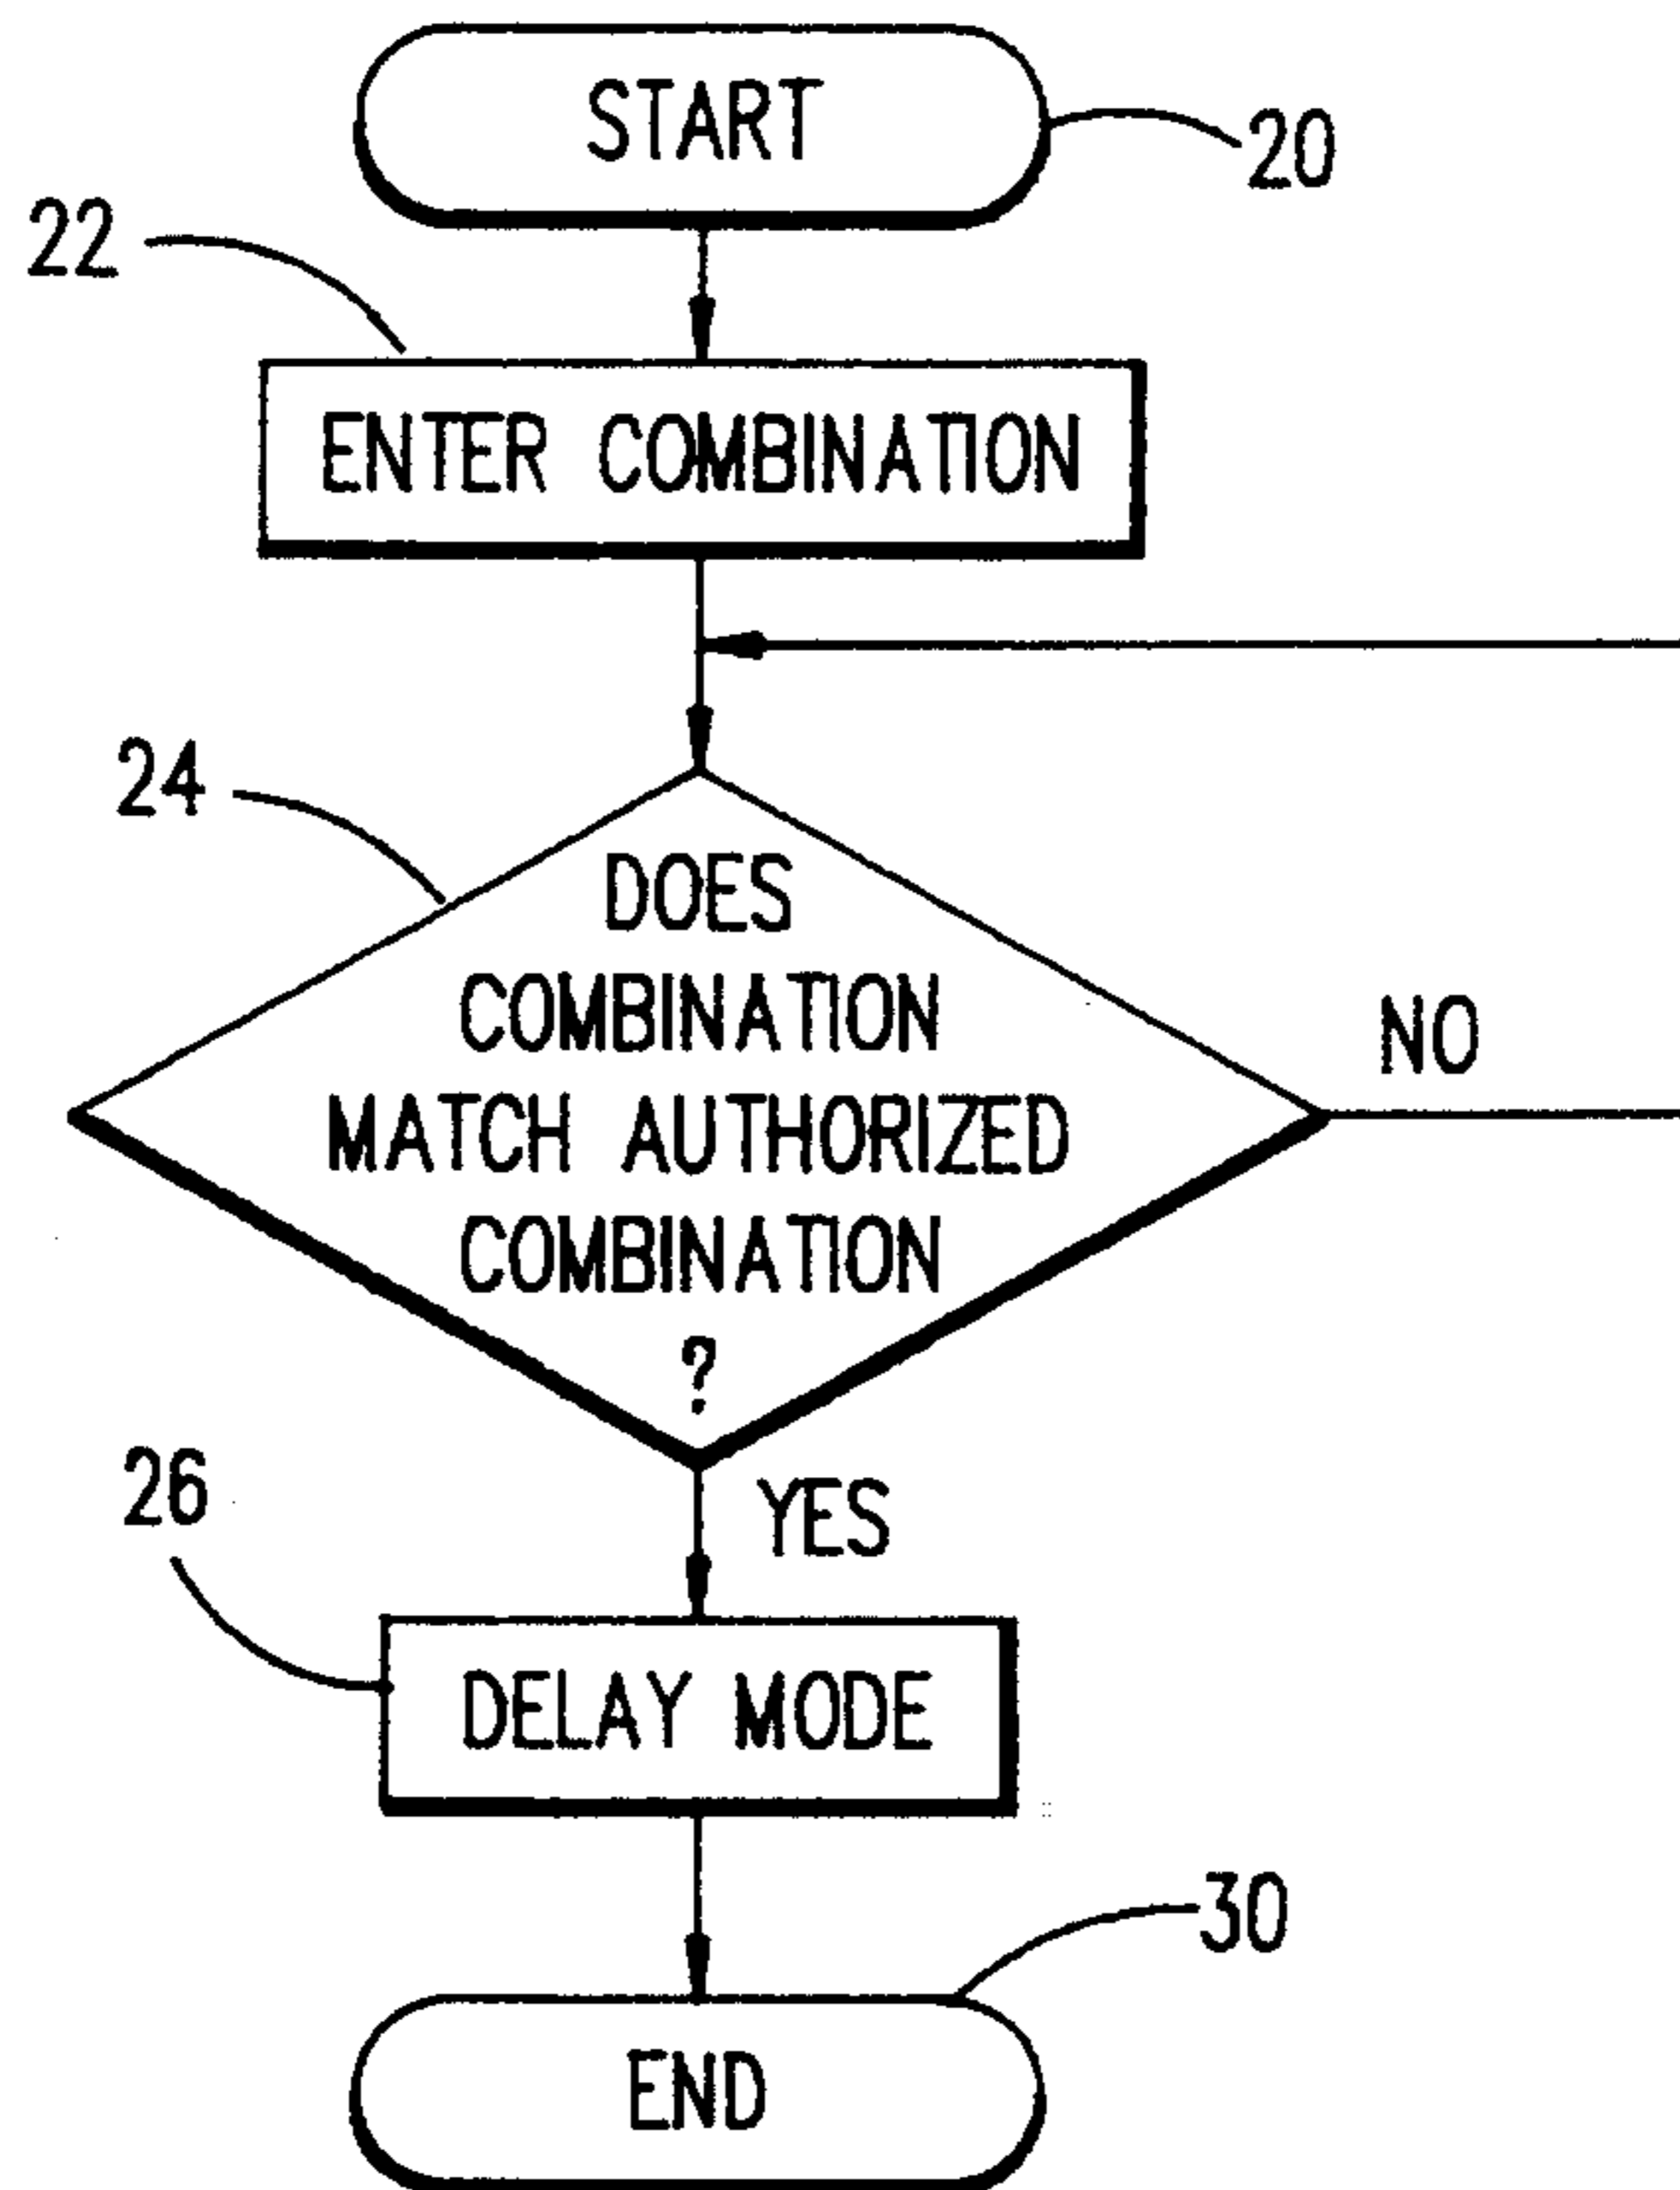 START
20
22
ENTER COMBINATION
24
DOES
COMBINATION
MATCH AUTHORIZED
COMBINATION
?
NO
26
YES
DELAY MODE
30
END